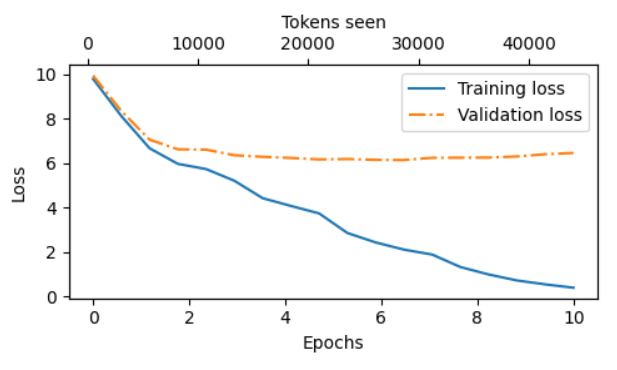 Tokens seen
0 10000 20000 30000 40000
10
8
6
4
2
0
Loss
Training loss
Validation loss
0 2 4 6 8 10
Epochs